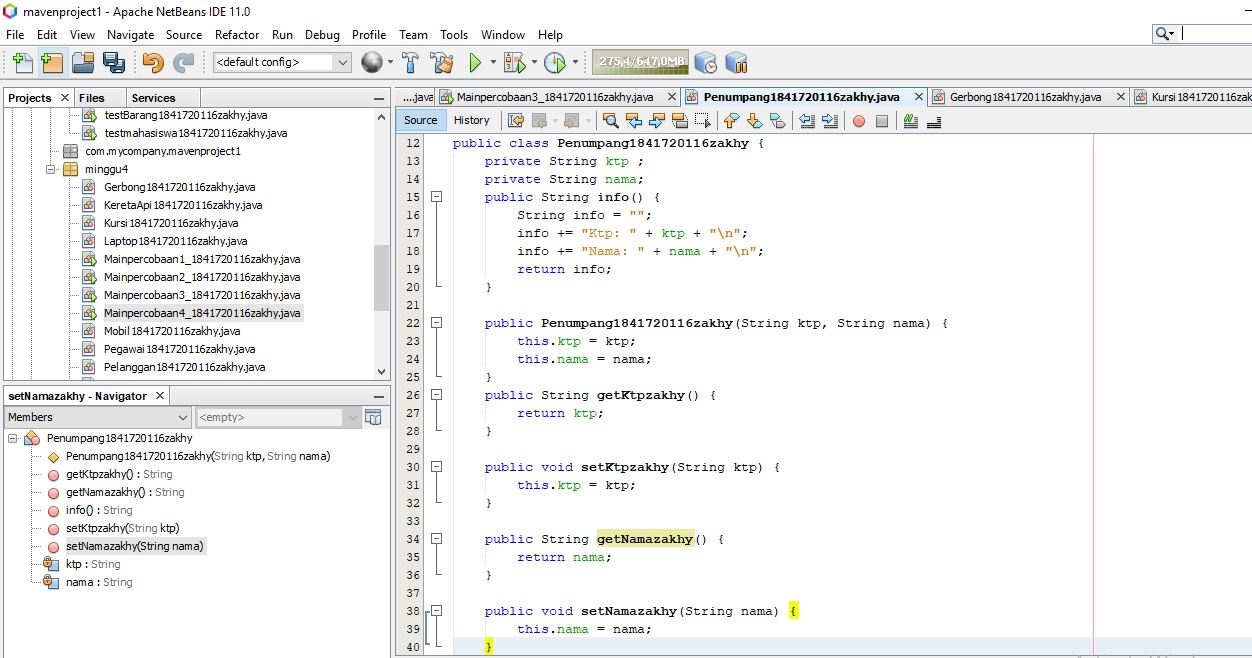 mavenproject1 - Apache NetBeans IDE 11.0
File Edit View Navigate Source Refactor Run Debug Profile Team Tools Window Help
<default config>
275,4/647,0MB
Projects Files Services
testBarang1841720116zakhy.java
testmahasiswa1841720116zakhy.java
com.mycompany.mavenproject1
minggu4
Gerbong1841720116zakhy.java
KeretaApi1841720116zakhy.java
Kursi1841720116zakhy.java
Laptop1841720116zakhy.java
Mainpercobaan1_1841720116zakhy.java
Mainpercobaan2_1841720116zakhy.java
Mainpercobaan3_1841720116zakhy.java
Mainpercobaan4_1841720116zakhy.java
Mobil1841720116zakhy.java
Pegawai1841720116zakhy.java
Pelanggan1841720116zakhy.java
setNamazakhy - Navigator
Members <empty>
Penumpang1841720116zakhy
Penumpang1841720116zakhy(String ktp, String nama)
getKtpzakhy() : String
getNamazakhy() : String
info() : String
setKtpzakhy(String ktp)
setNamazakhy(String nama)
ktp : String
nama : String
....java Mainpercobaan3_1841720116zakhy.java Penumpang1841720116zakhy.java Gerbong1841720116zakhy.java Kursi1841720116zak
Source History
12 public class Penumpang1841720116zakhy {
13 private String ktp ;
14 private String nama;
15 public String info() {
16 String info = "";
17 info += "Ktp: " + ktp + "\n";
18 info += "Nama: " + nama + "\n";
19 return info;
20 }
21
22 public Penumpang1841720116zakhy(String ktp, String nama) {
23 this.ktp = ktp;
24 this.nama = nama;
25 }
26 public String getKtpzakhy() {
27 return ktp;
28 }
29
30 public void setKtpzakhy(String ktp) {
31 this.ktp = ktp;
32 }
33
34 public String getNamazakhy() {
35 return nama;
36 }
37
38 public void setNamazakhy(String nama) {
39 this.nama = nama;
40 }